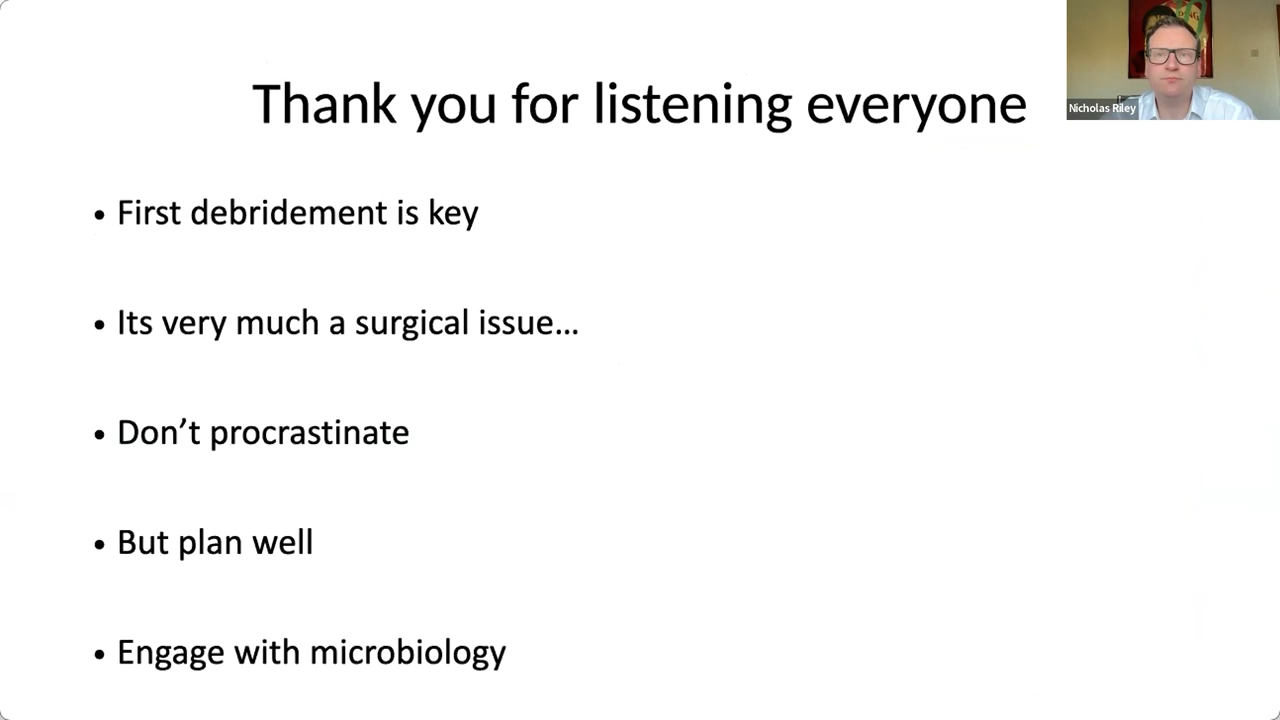 Thank you for listening everyone
Nicholas Riley
• First debridement is key
• Its very much a surgical issue...
• Don’t procrastinate
• But plan well
• Engage with microbiology